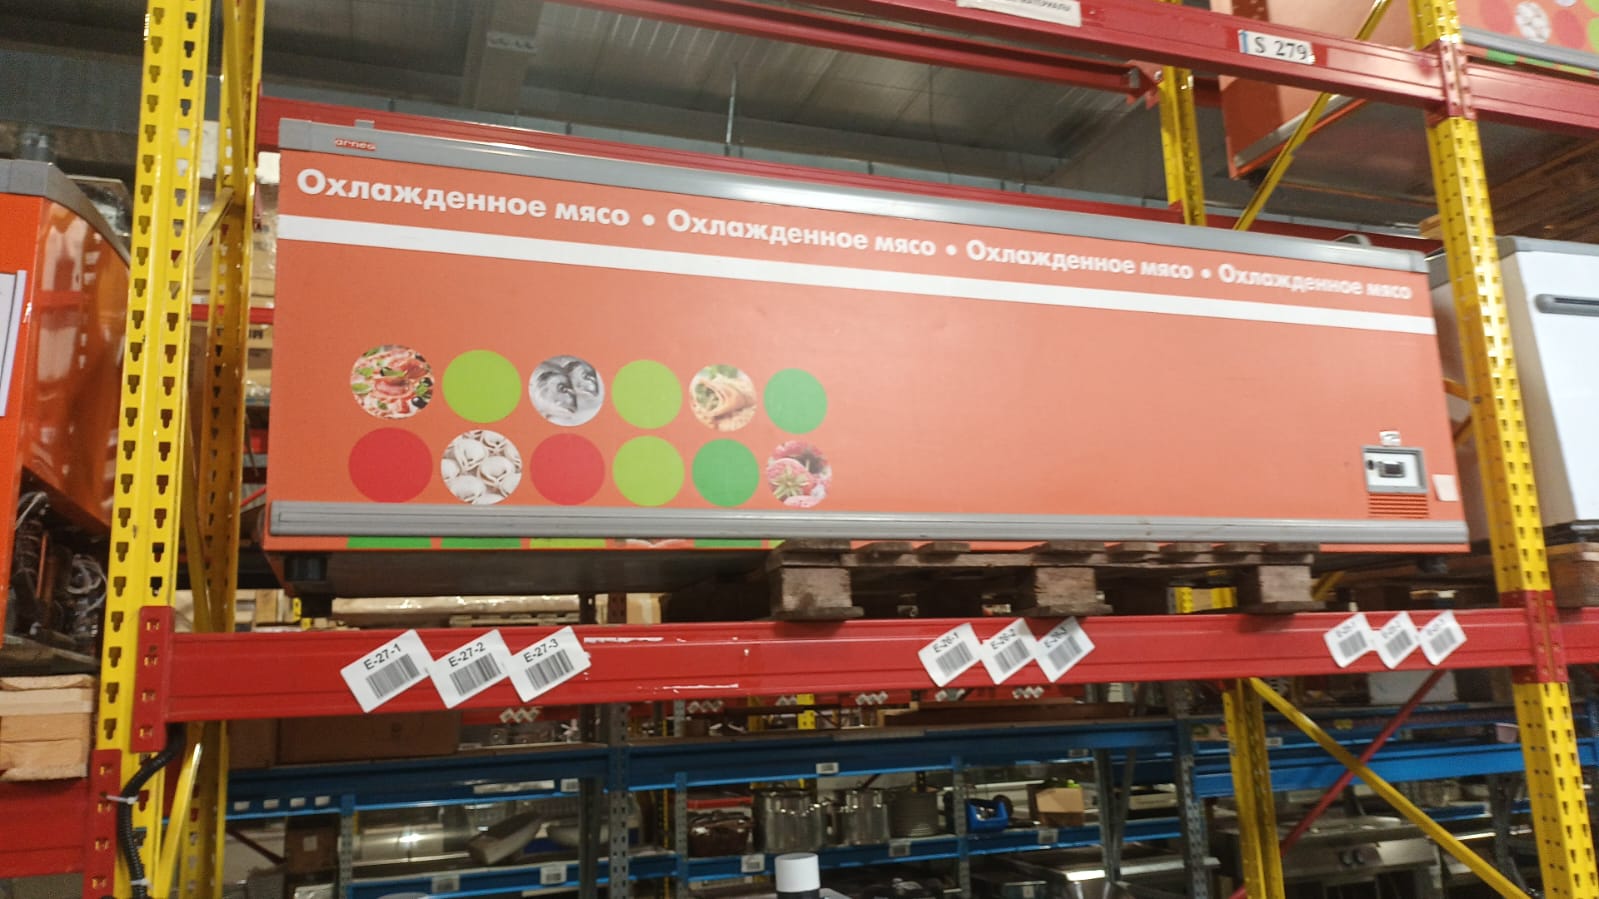 МАТЕРИАЛЫ
S 279
arneg
Охлажденное мясо • Охлажденное мясо • Охлажденное мясо • Охлажденное мясо
E-27-1
E-27-2
E-27-3
E-26-1
E-26-2